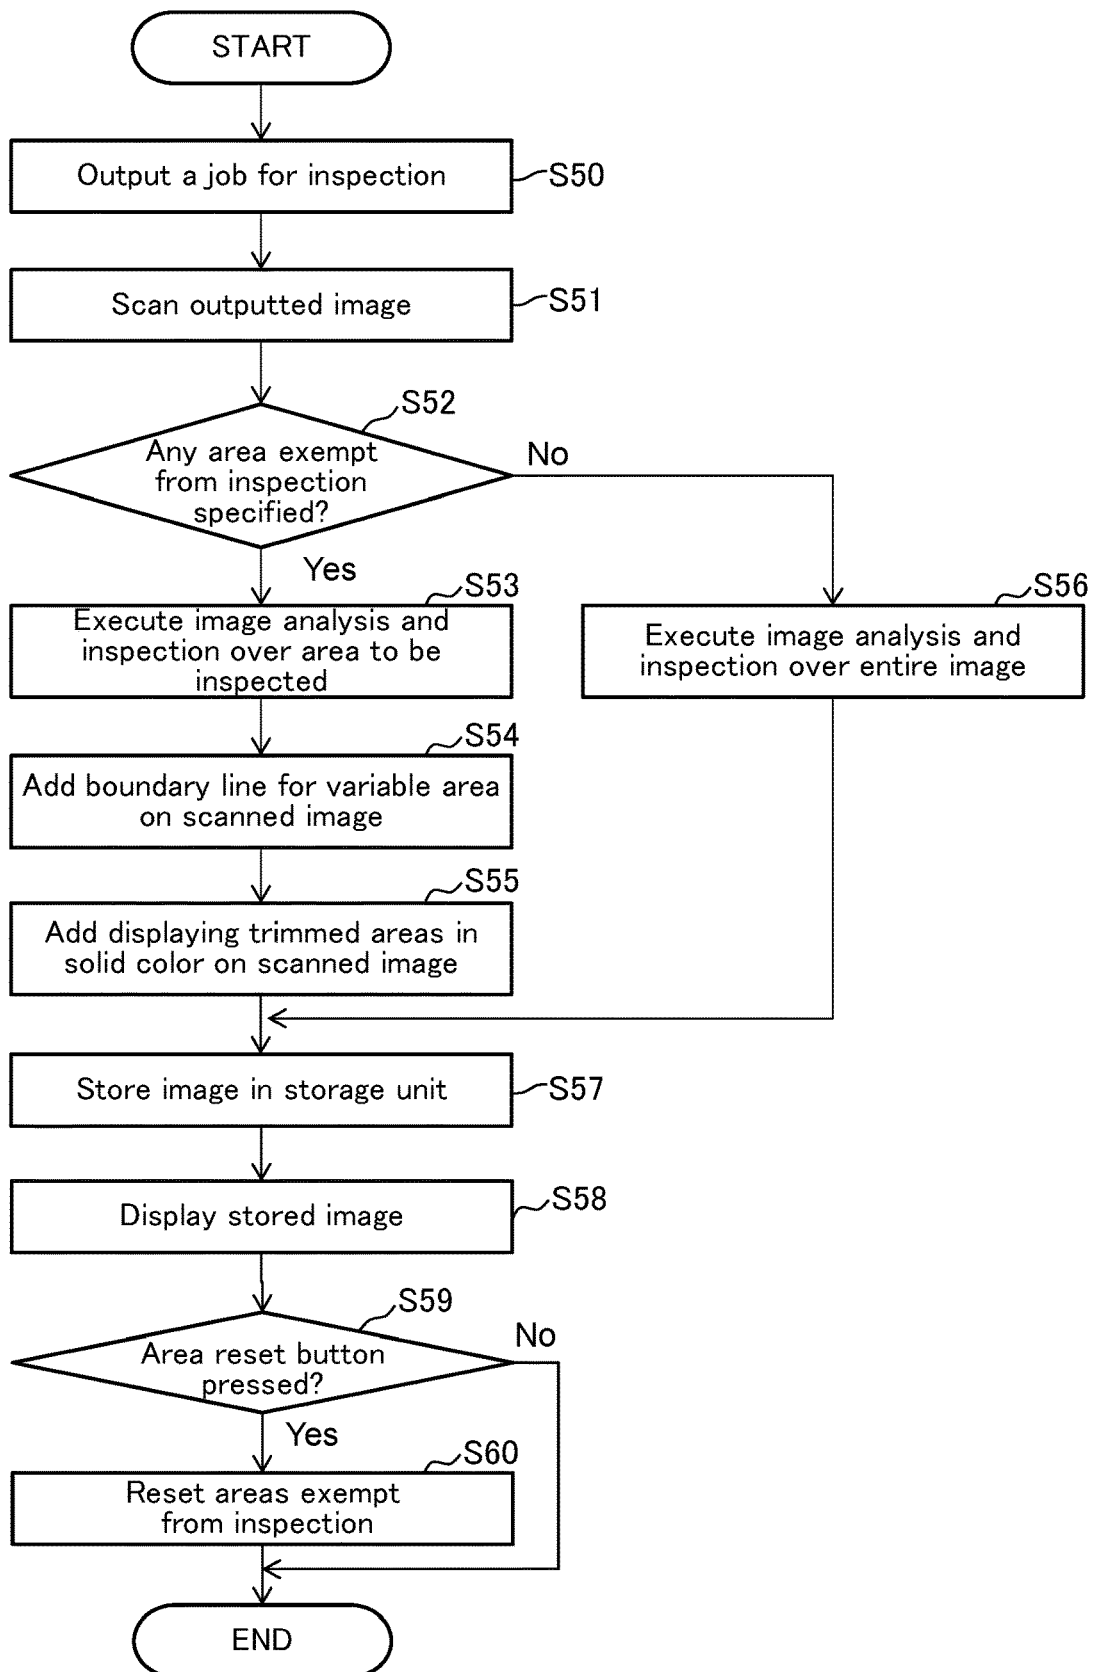 START
Output a job for inspection
S50
Scan outputted image
S51
S52
Any area exempt
from inspection
specified?
No
Yes
S53
Execute image analysis and
inspection over area to be
inspected
S56
Execute image analysis and
inspection over entire image
S54
Add boundary line for variable area
on scanned image
S55
Add displaying trimmed areas in
solid color on scanned image
Store image in storage unit
S57
Display stored image
S58
S59
Area reset button
pressed?
No
Yes
S60
Reset areas exempt
from inspection
END